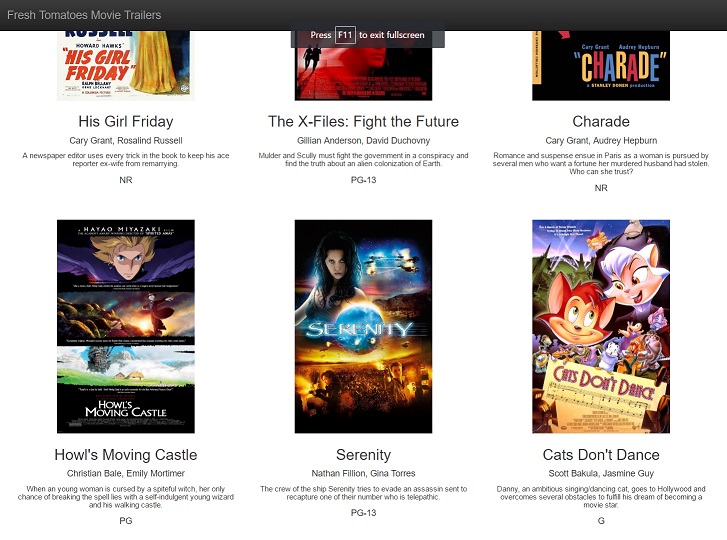 Fresh Tomatoes Movie Trailers
Press F11 to exit fullscreen
RUSSELL
HOWARD HAWKS'
"HIS GIRL
FRIDAY"
RALPH BELLAMY
GENE LOCKHART
Cary Grant Audrey Hepburn
"CHARADE"
a STANLEY DONEN production
His Girl Friday
Cary Grant, Rosalind Russell
A newspaper editor uses every trick in the book to keep his ace
reporter ex-wife from remarrying.
NR
The X-Files: Fight the Future
Gillian Anderson, David Duchovny
Mulder and Scully must fight the government in a conspiracy and
find the truth about an alien colonization of Earth.
PG-13
Charade
Cary Grant, Audrey Hepburn
Romance and suspense ensue in Paris as a woman is pursued by
several men who want a fortune her murdered husband had stolen.
Who can she trust?
NR
A HAYAO MIYAZAKI FILM
HOWL'S
MOVING CASTLE
SERENITY
CATS DON'T DANCE
Howl's Moving Castle
Christian Bale, Emily Mortimer
When an young woman is cursed by a spiteful witch, her only
chance of breaking the spell lies with a self-indulgent young wizard
and his walking castle.
PG
Serenity
Nathan Fillion, Gina Torres
The crew of the ship Serenity tries to evade an assassin sent to
recapture one of their number who is telepathic.
PG-13
Cats Don't Dance
Scott Bakula, Jasmine Guy
Danny, an ambitious singing/dancing cat, goes to Hollywood and
overcomes several obstacles to fulfill his dream of becoming a
movie star.
G